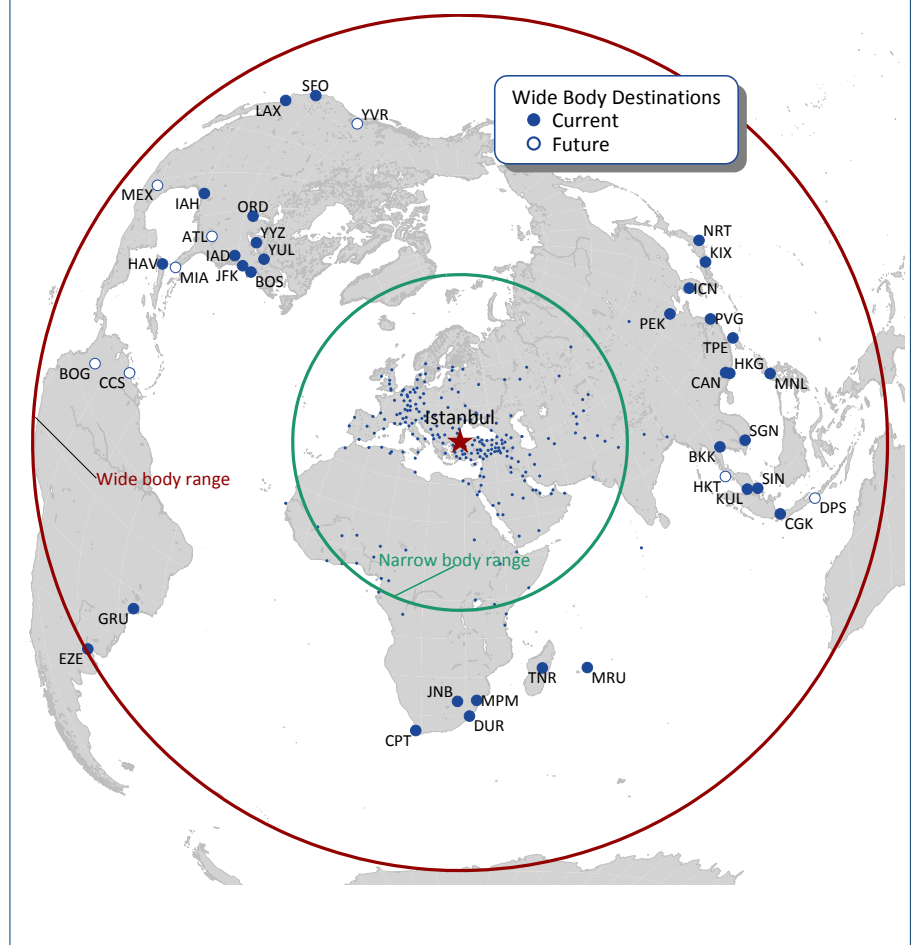 SFO
LAX
YVR
Wide Body Destinations
Current
Future
MEX
IAH
ORD
ATL
YYZ
YUL
IAD
HAV
MIA
JFK
BOS
NRT
KIX
ICN
PEK
PVG
TPE
HKG
CAN
MNL
BOG
CCS
Istanbul
SGN
BKK
HKT
SIN
KUL
DPS
CGK
Wide body range
Narrow body range
GRU
EZE
TNR
MRU
JNB
MPM
DUR
CPT